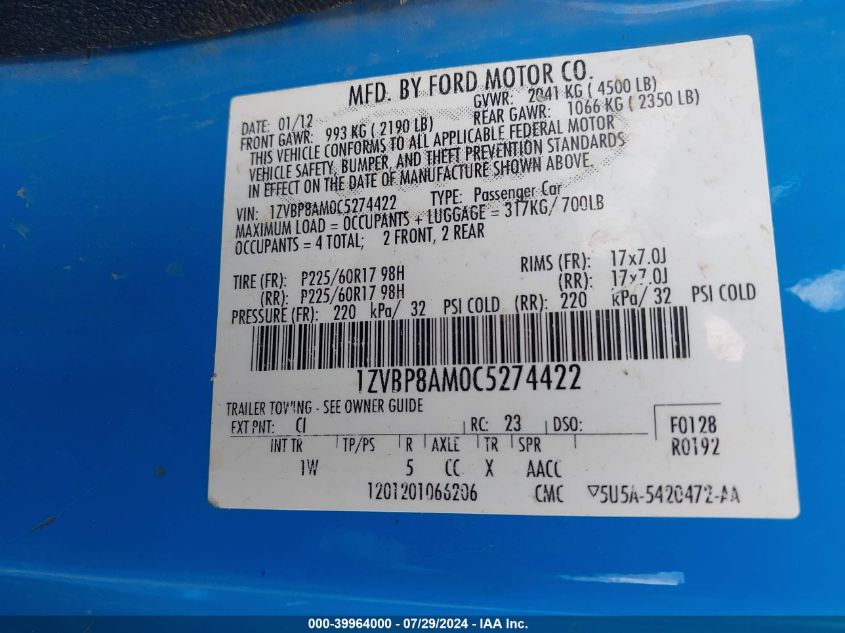 MFD. BY FORD MOTOR CO.
DATE: 01/12 GVWR: 2041 KG ( 4500 LB)
FRONT GAWR: 993 KG ( 2190 LB) REAR GAWR: 1066 KG ( 2350 LB)
THIS VEHICLE CONFORMS TO ALL APPLICABLE FEDERAL MOTOR
VEHICLE SAFETY, BUMPER, AND THEFT PREVENTION STANDARDS
IN EFFECT ON THE DATE OF MANUFACTURE SHOWN ABOVE.
VIN: 1ZVBP8AM0C5274422 TYPE: Passenger Car
MAXIMUM LOAD = OCCUPANTS + LUGGAGE = 317KG/ 700LB
OCCUPANTS = 4 TOTAL; 2 FRONT, 2 REAR
TIRE (FR): P225/60R17 98H RIMS (FR): 17x7.0J
(RR): P225/60R17 98H (RR): 17x7.0J
PRESSURE (FR): 220 kPa/ 32 PSI COLD (RR): 220 kPa/ 32 PSI COLD
1ZVBP8AM0C5274422
TRAILER TOWING - SEE OWNER GUIDE
EXT PNT: CI RC: 23 DSO: F0128
INT TR TP/PS R AXLE TR SPR R0192
1W 5 CC X AACC
1201201066206 CMC ▽5U5A-5420472-AA
000-39964000 - 07/29/2024 - IAA Inc.